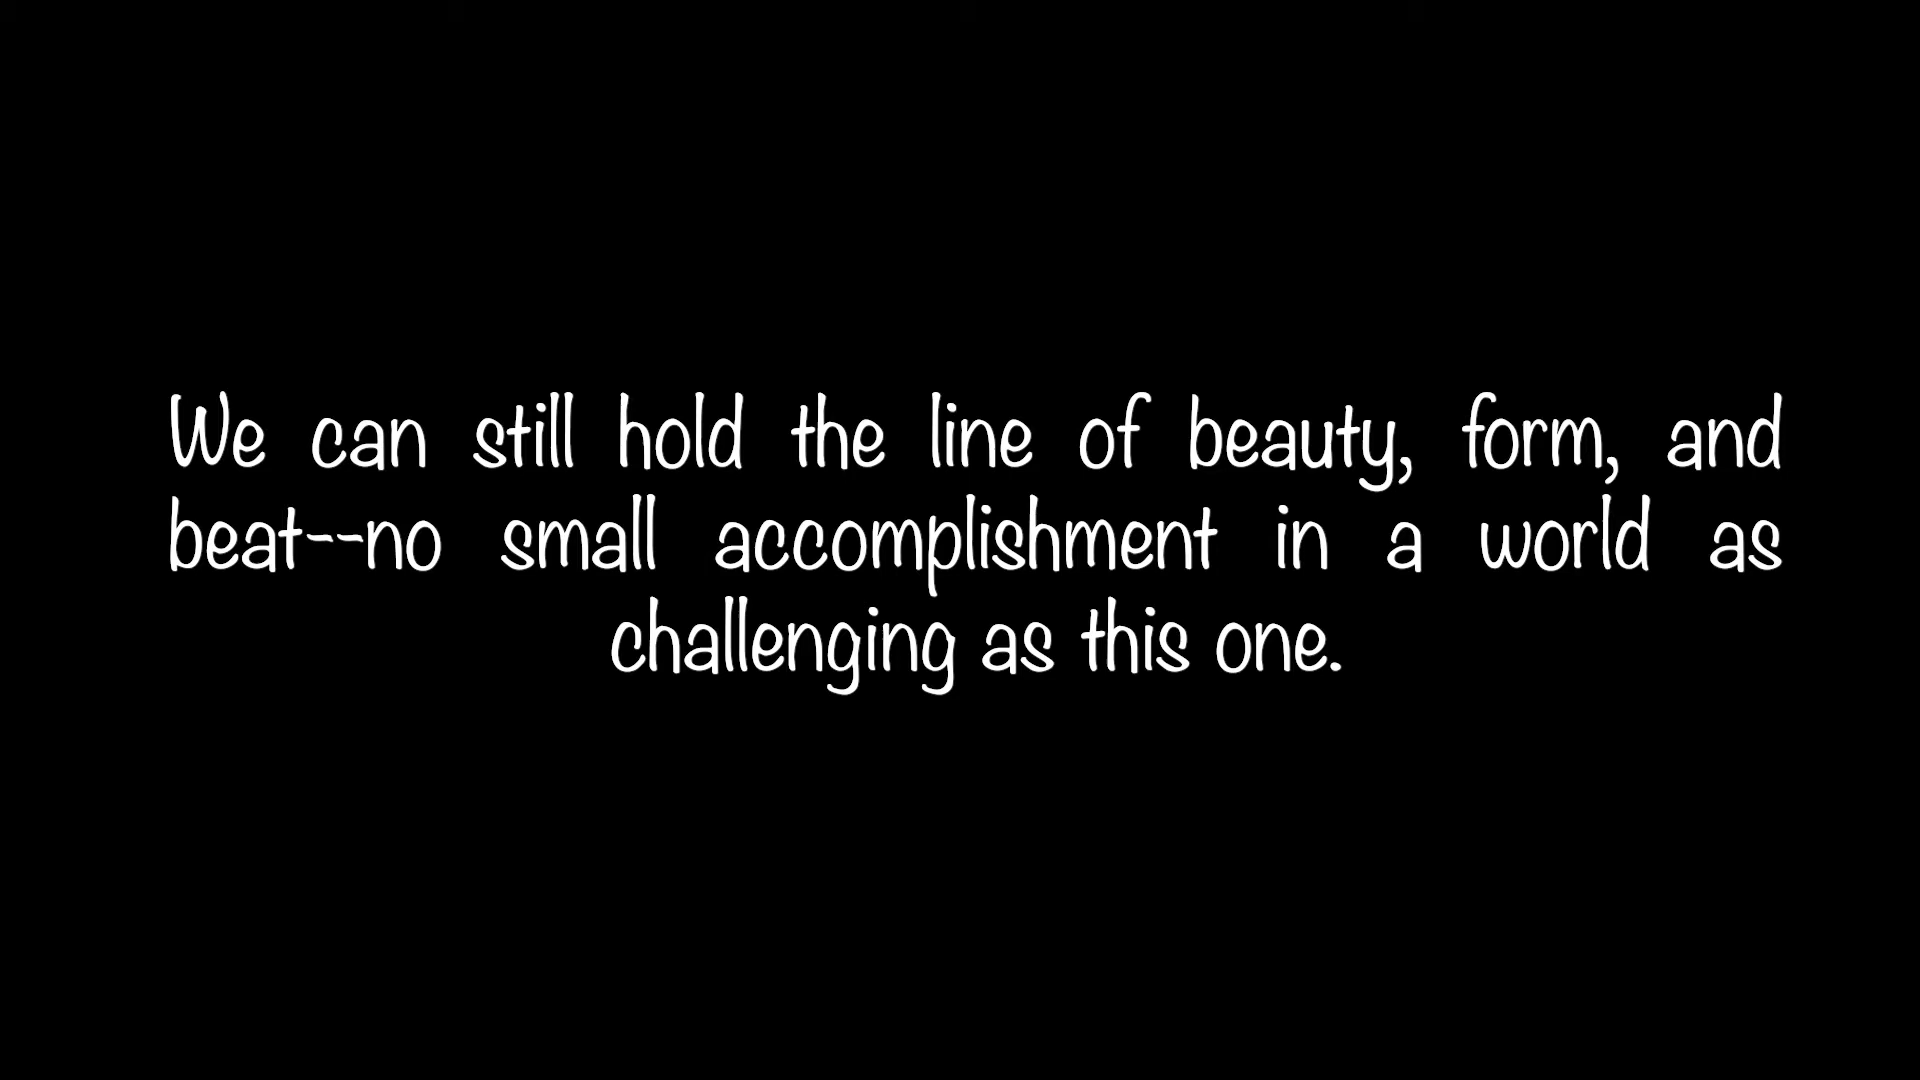 We can still hold the line of beauty, form, and
beat--no small accomplishment in a world as
challenging as this one.